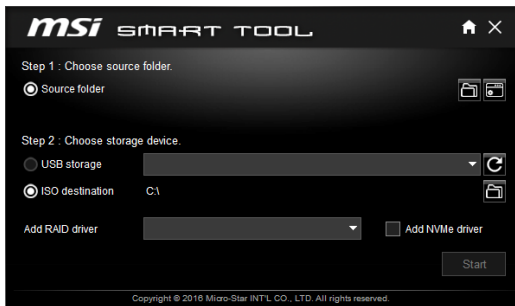 msi SMART TOOL
Step 1 : Choose source folder.
Source folder
Step 2 : Choose storage device.
USB storage
ISO destination C:\
Add RAID driver Add NVMe driver
Start
Copyright © 2016 Micro-Star INT'L CO., LTD. All rights reserved.